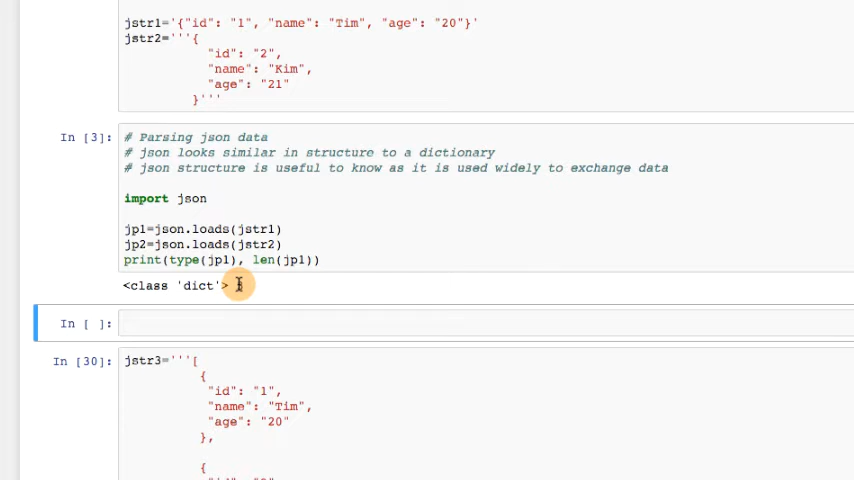 jstr1='{"id": "1", "name": "Tim", "age": "20"}'
jstr2='''{
"id": "2",
"name": "Kim",
"age": "21"
}'''
In [3]:
# Parsing json data
# json looks similar in structure to a dictionary
# json structure is useful to know as it is used widely to exchange data
import json
jp1=json.loads(jstr1)
jp2=json.loads(jstr2)
print(type(jp1), len(jp1))
<class 'dict'>
In [ ]:
In [30]:
jstr3='''[
{
"id": "1",
"name": "Tim",
"age": "20"
},
{